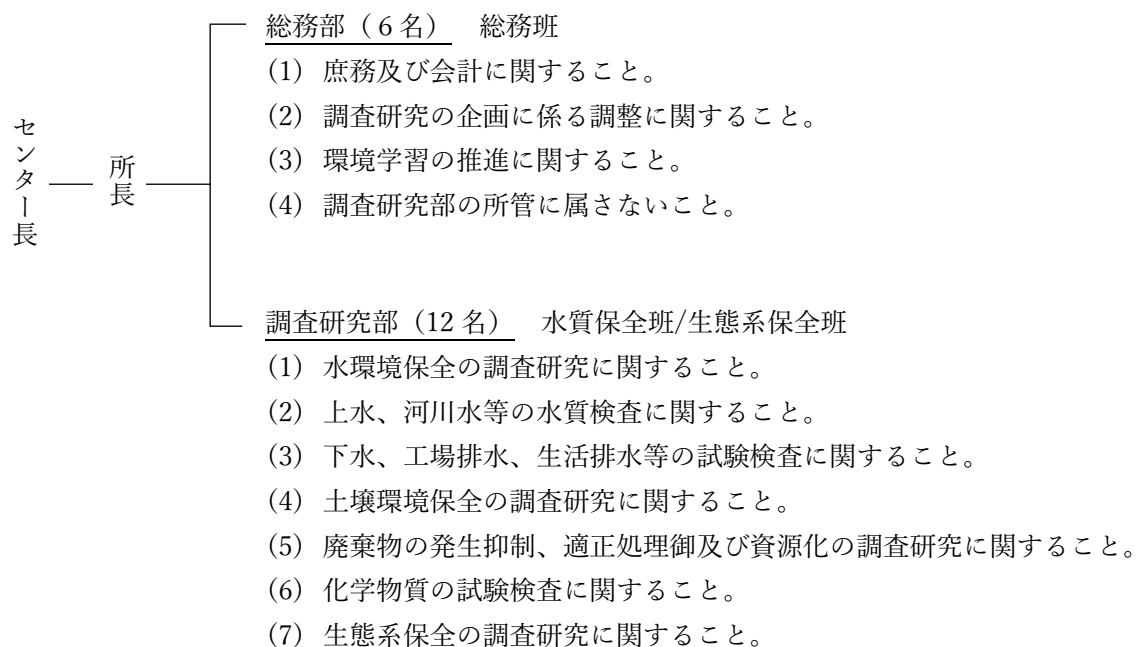 センター長
所長
総務部（6名） 総務班
(1) 庶務及び会計に関すること。
(2) 調査研究の企画に係る調整に関すること。
(3) 環境学習の推進に関すること。
(4) 調査研究部の所管に属さないこと。
調査研究部（12名） 水質保全班/生態系保全班
(1) 水環境保全の調査研究に関すること。
(2) 上水、河川水等の水質検査に関すること。
(3) 下水、工場排水、生活排水等の試験検査に関すること。
(4) 土壌環境保全の調査研究に関すること。
(5) 廃棄物の発生抑制、適正処理御及び資源化の調査研究に関すること。
(6) 化学物質の試験検査に関すること。
(7) 生態系保全の調査研究に関すること。